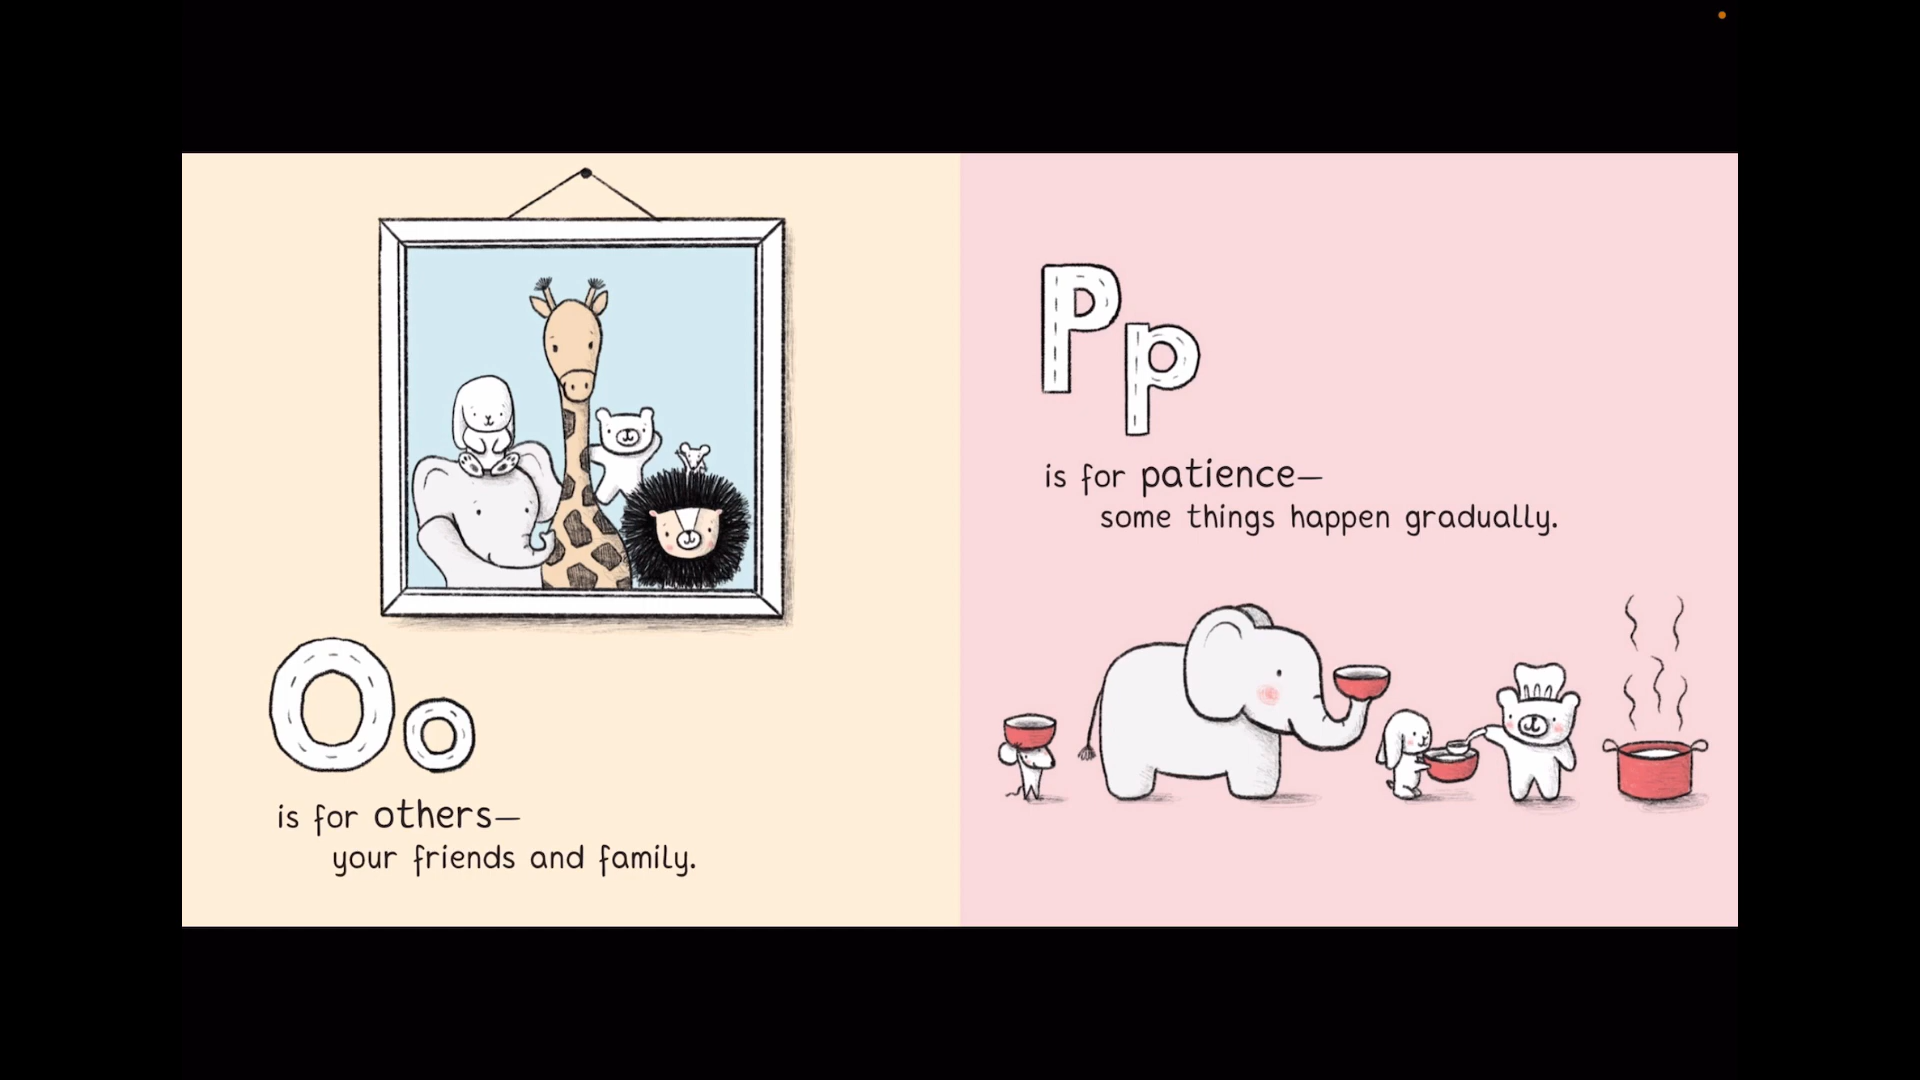 Oo
is for others—
your friends and family.
Pp
is for patience—
some things happen gradually.